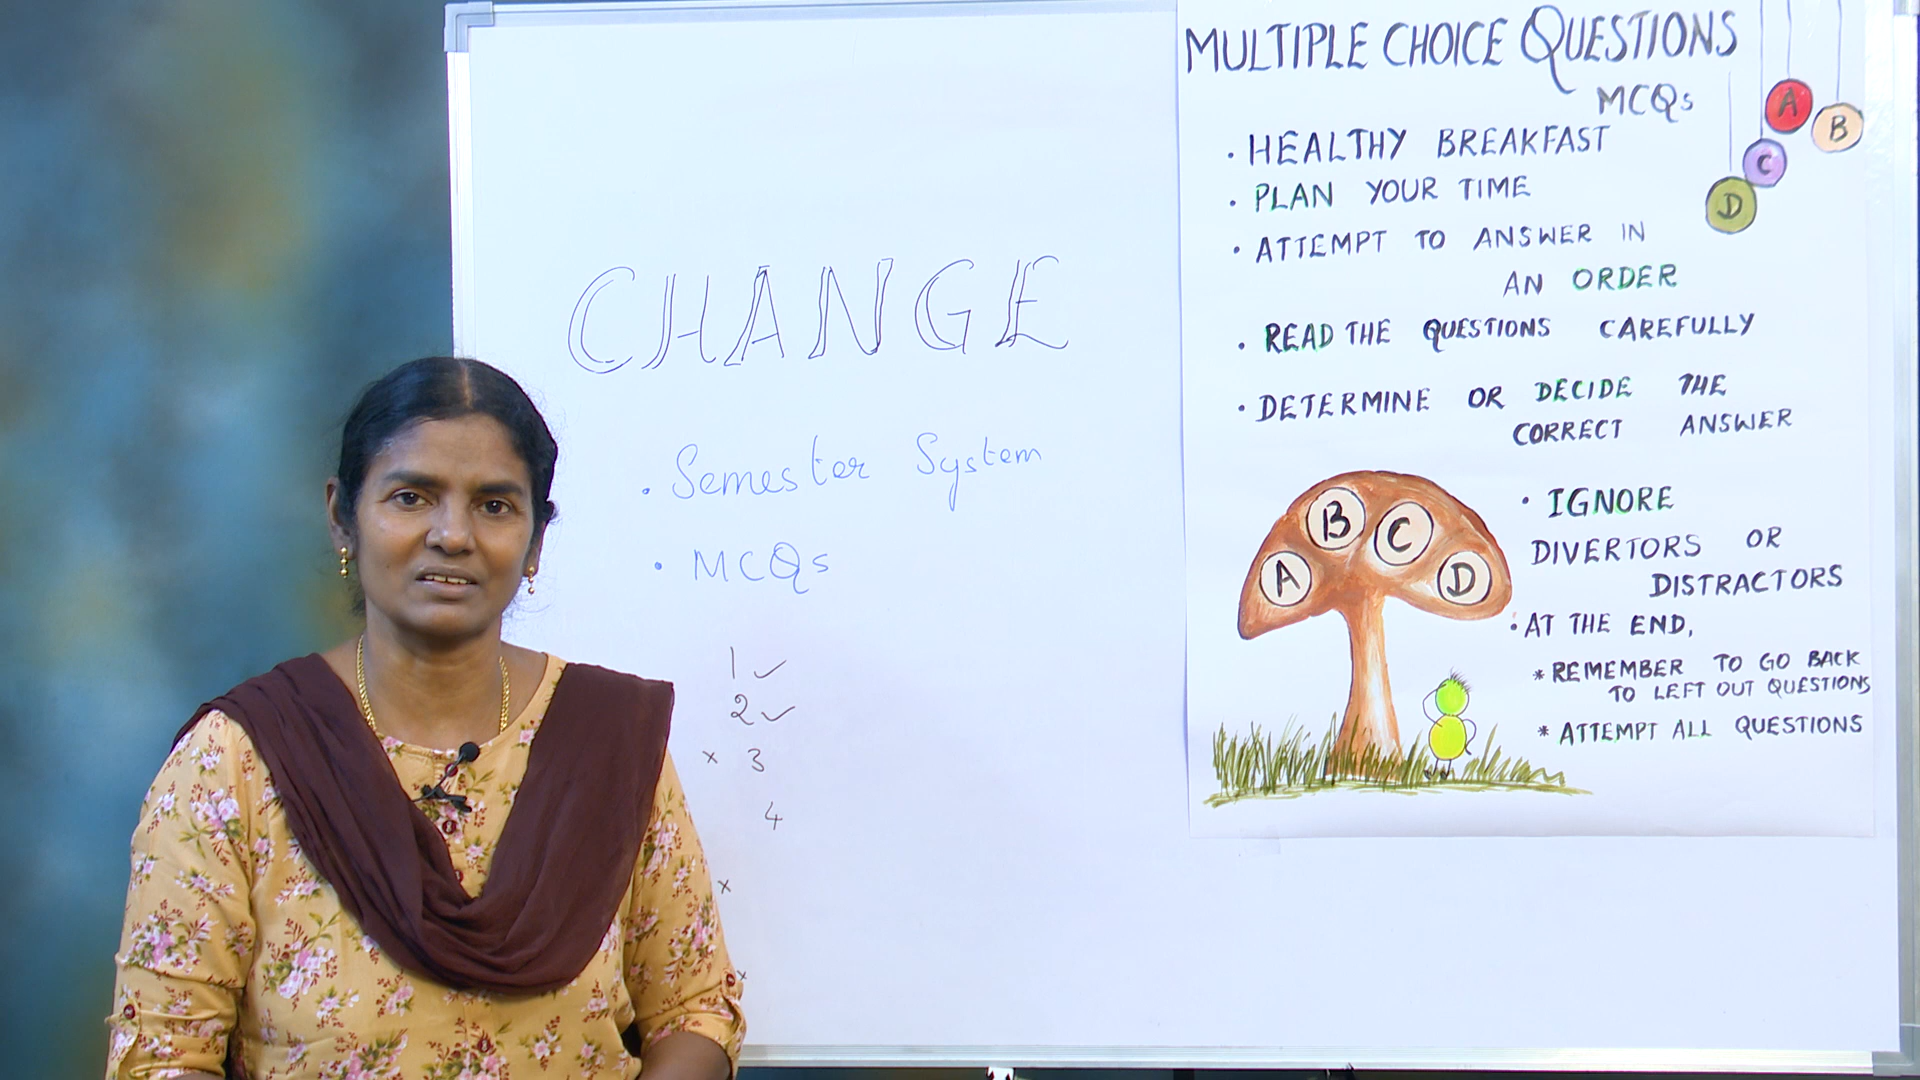 CHANGE
. Semester System
. MCQs
1 ✓
2 ✓
x 3
4
x
x
MULTIPLE CHOICE QUESTIONS
MCQs
A
B
C
D
. HEALTHY BREAKFAST
. PLAN YOUR TIME
. ATTEMPT TO ANSWER IN
AN ORDER
. READ THE QUESTIONS CAREFULLY
. DETERMINE OR DECIDE THE
CORRECT ANSWER
A B C D
. IGNORE
DIVERTORS OR
DISTRACTORS
. AT THE END,
* REMEMBER TO GO BACK
TO LEFT OUT QUESTIONS
* ATTEMPT ALL QUESTIONS